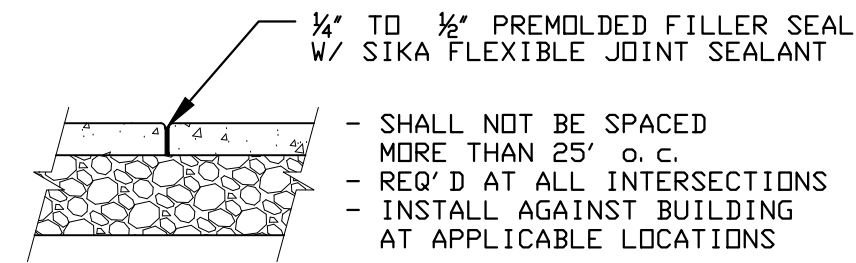 ¼" TO ½" PREMOLDED FILLER SEAL
W/ SIKA FLEXIBLE JOINT SEALANT
- SHALL NOT BE SPACED
MORE THAN 25' o.c.
- REQ'D AT ALL INTERSECTIONS
- INSTALL AGAINST BUILDING
AT APPLICABLE LOCATIONS